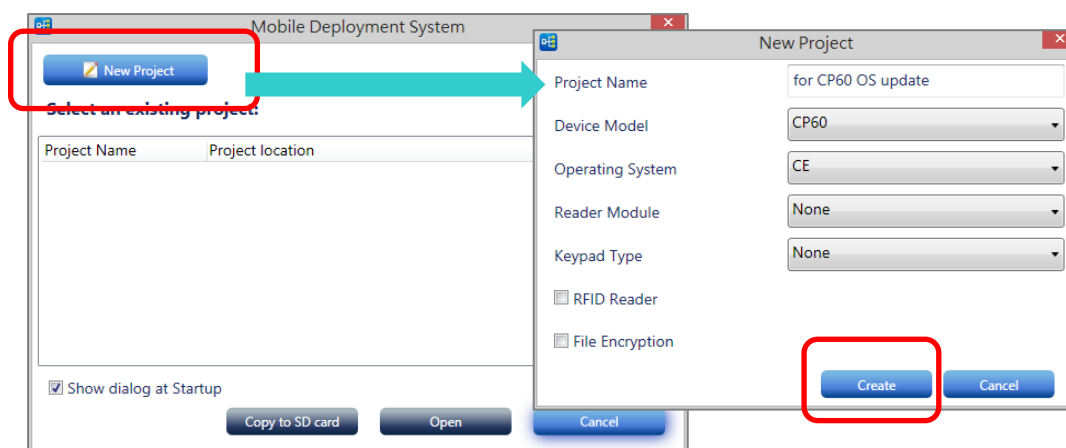 Mobile Deployment System
New Project
Select an existing project:
Project Name Project location
Show dialog at Startup
Copy to SD card Open Cancel
New Project
Project Name for CP60 OS update
Device Model CP60
Operating System CE
Reader Module None
Keypad Type None
RFID Reader
File Encryption
Create Cancel